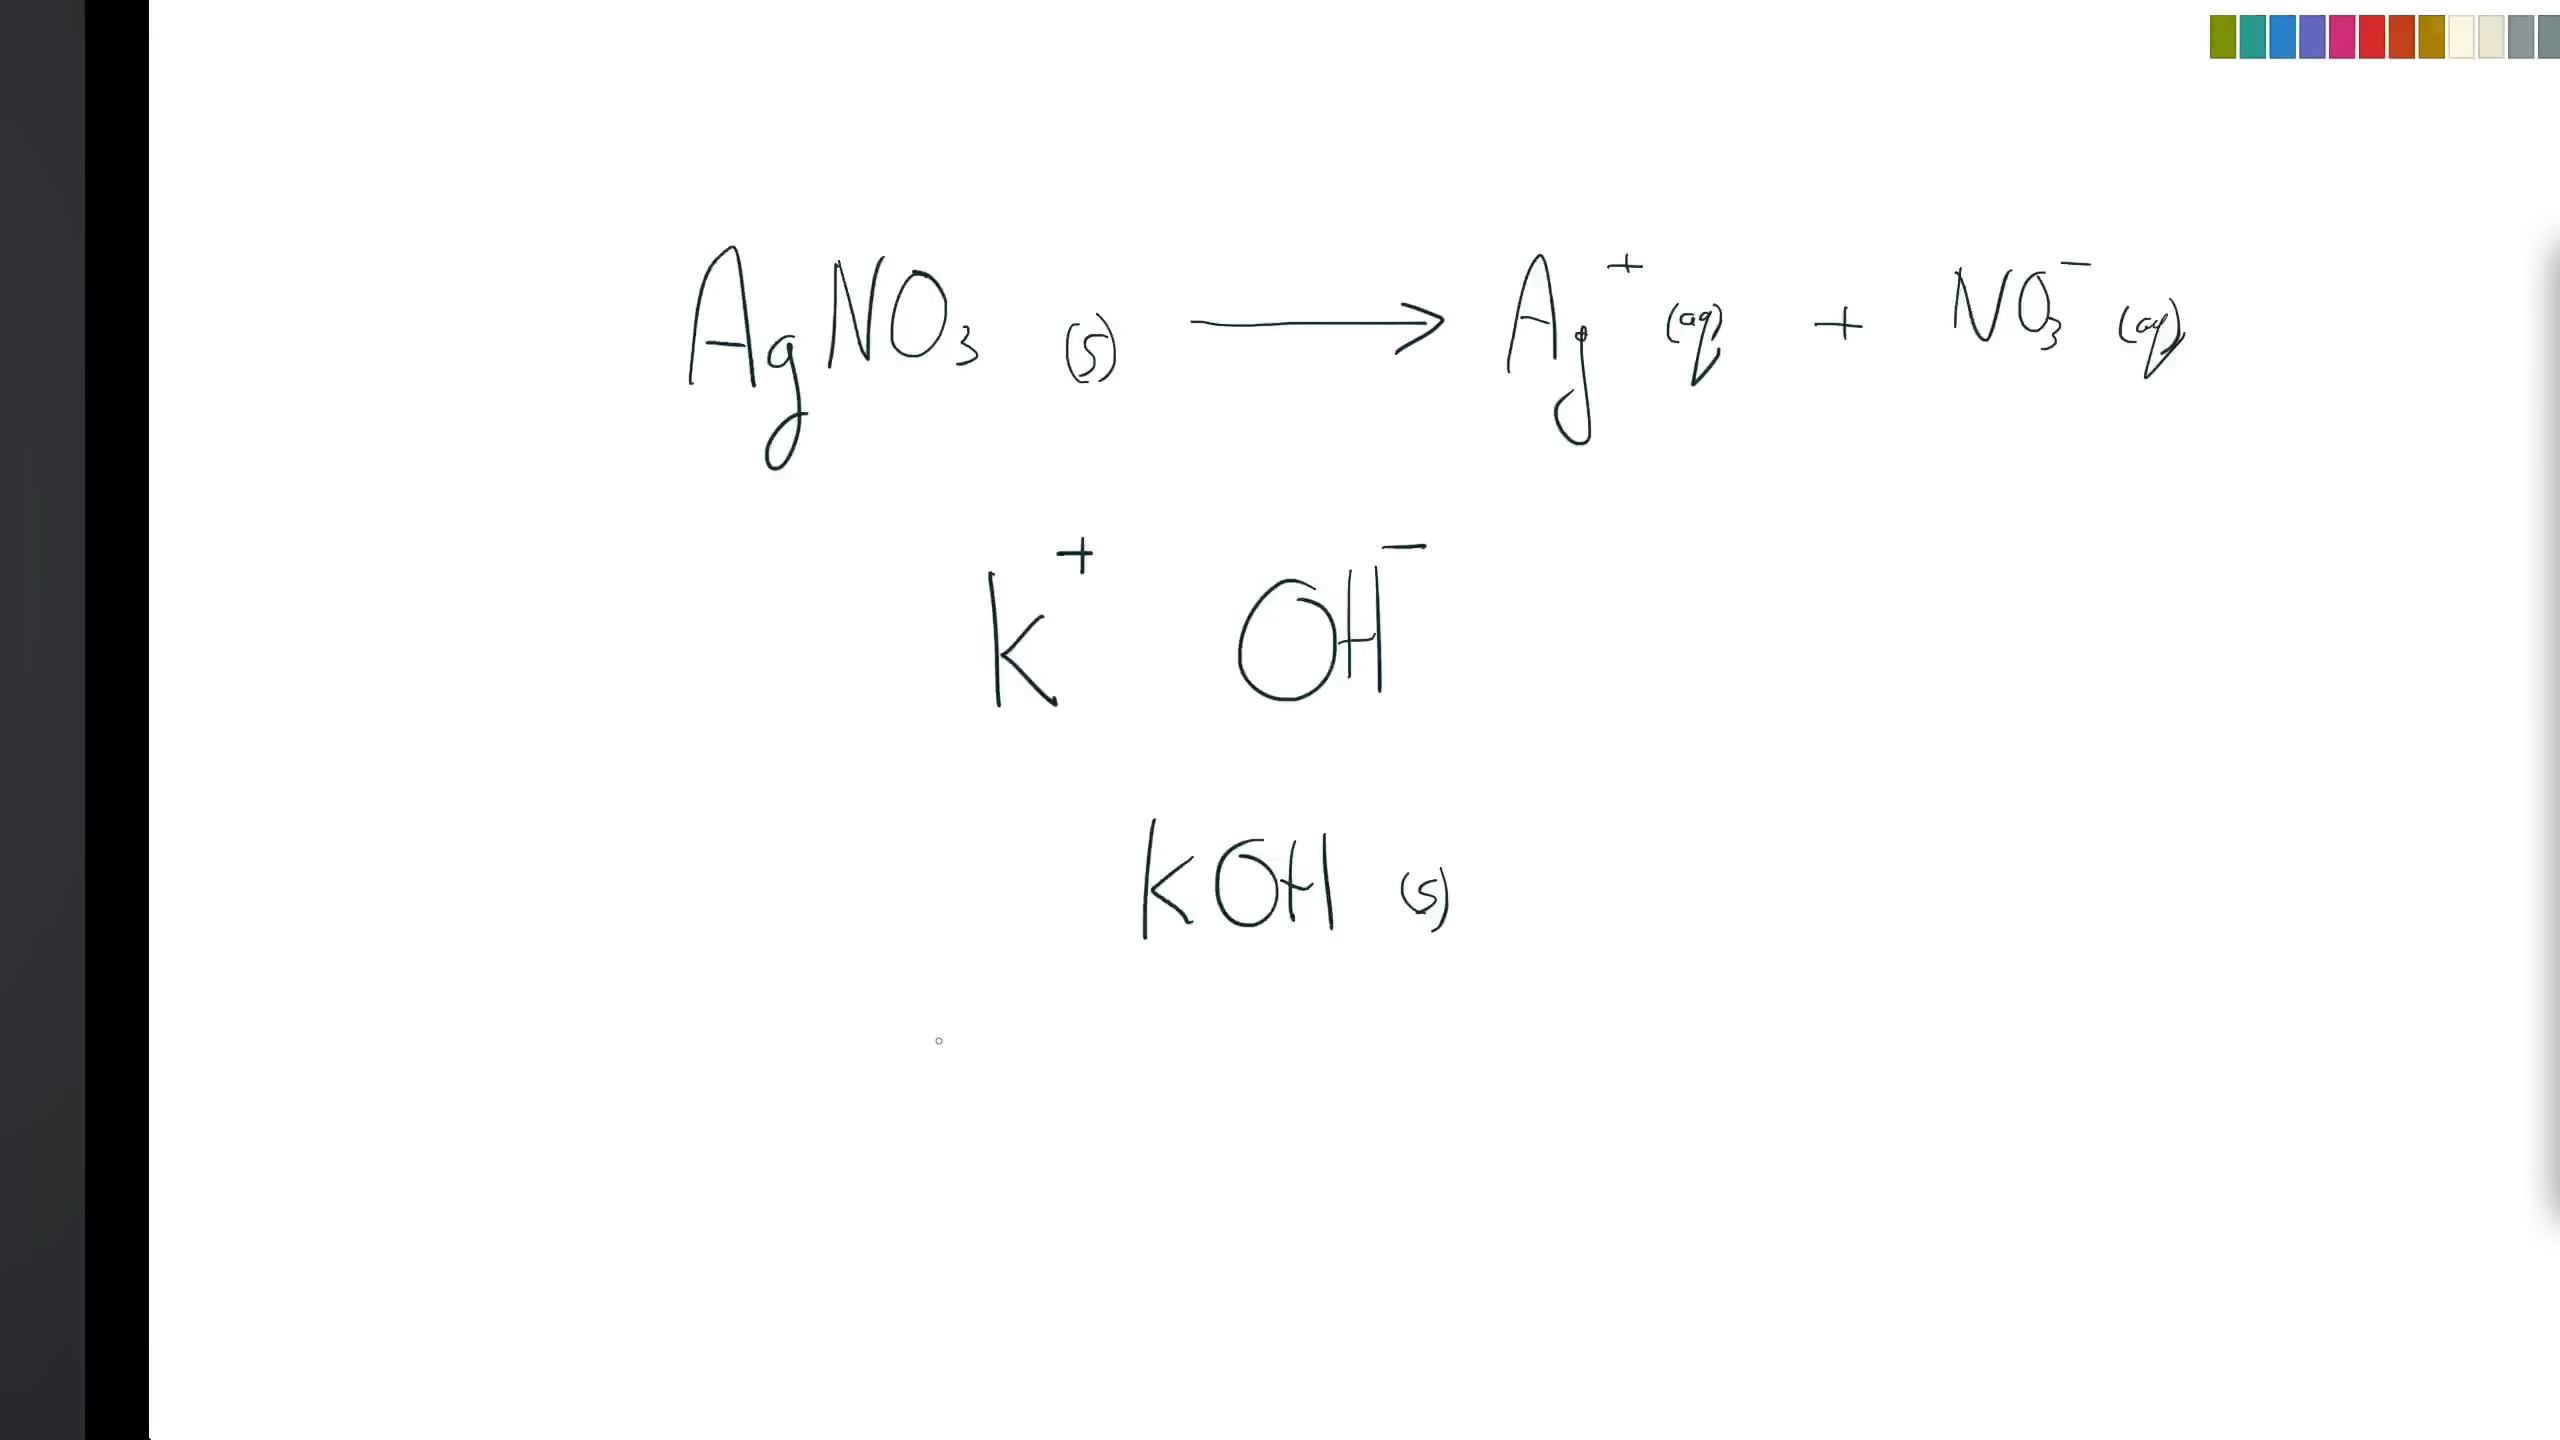 AgNO₃ (s) ⟶ Ag⁺ (aq) + NO₃⁻ (aq)
K⁺ OH⁻
KOH (s)